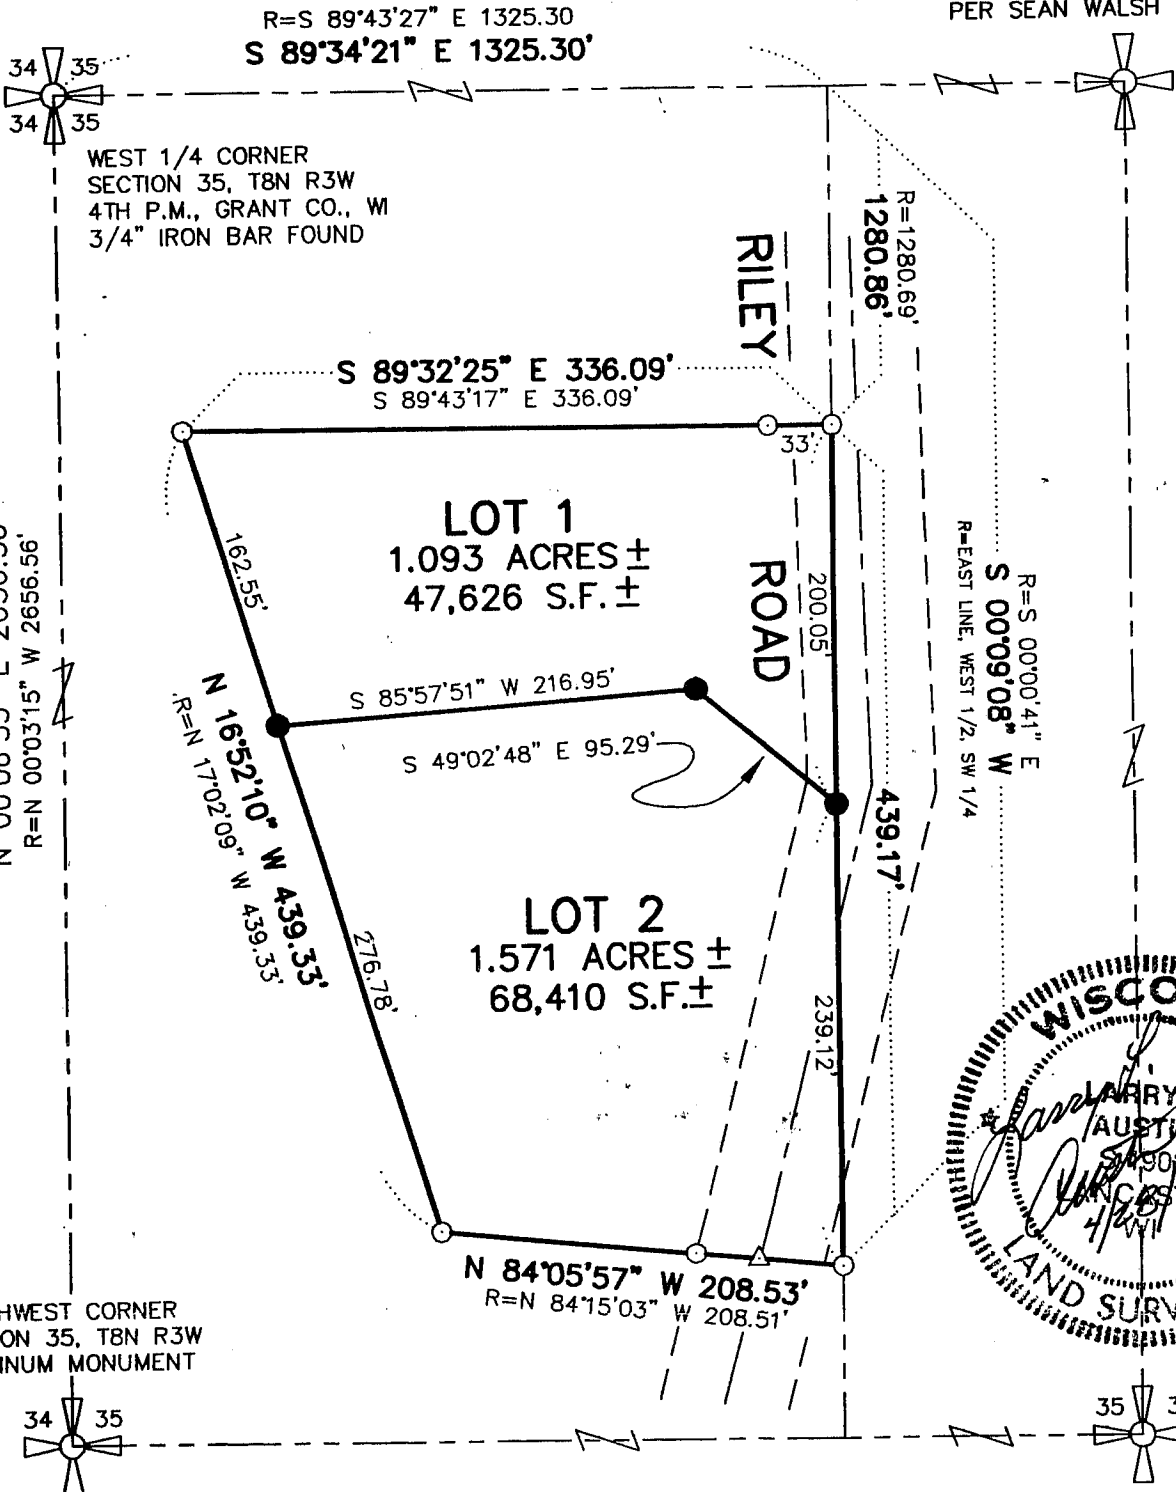 R=S 89°43'27" E 1325.30
S 89°34'21" E 1325.30'
PER SEAN WALSH
34 35
34 35
WEST 1/4 CORNER
SECTION 35, T8N R3W
4TH P.M., GRANT CO., WI
3/4" IRON BAR FOUND
RILEY
R=1280.69'
1280.86'
S 89°32'25" E 336.09'
S 89°43'17" E 336.09'
33'
LOT 1
1.093 ACRES ±
47,626 S.F. ±
162.55'
ROAD
200.05'
R=S 00°00'41" E
S 00°09'08" W
R=EAST LINE, WEST 1/2, SW 1/4
R=N 00°03'15" W 2656.56'
S 85°57'51" W 216.95'
S 49°02'48" E 95.29'
N 16°52'10" W 439.33'
R=N 17°02'09" W 439.33'
439.17'
LOT 2
1.571 ACRES ±
68,410 S.F.±
276.78'
239.12'
N 84°05'57" W 208.53'
R=N 84°15'03" W 208.51'
WISCO
LARRY
AUST
LAND SURV
HWEST CORNER
ON 35, T8N R3W
INUM MONUMENT
34 35
35